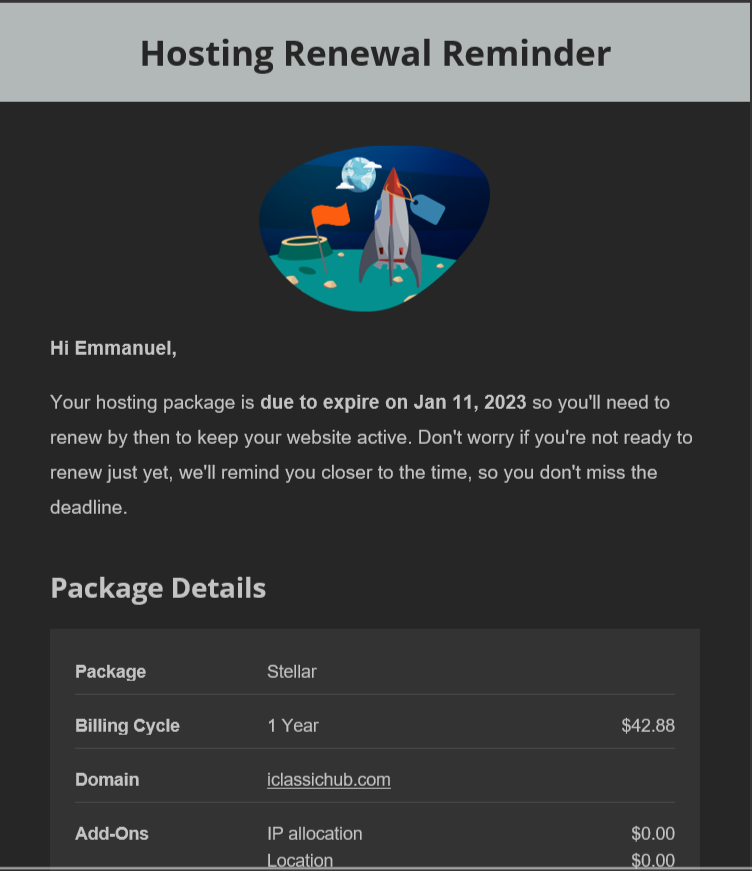 Hosting Renewal Reminder
Hi Emmanuel,
Your hosting package is due to expire on Jan 11, 2023 so you'll need to
renew by then to keep your website active. Don't worry if you're not ready to
renew just yet, we'll remind you closer to the time, so you don't miss the
deadline.
Package Details
Package Stellar
Billing Cycle 1 Year $42.88
Domain iclassichub.com
Add-Ons IP allocation $0.00
Location $0.00